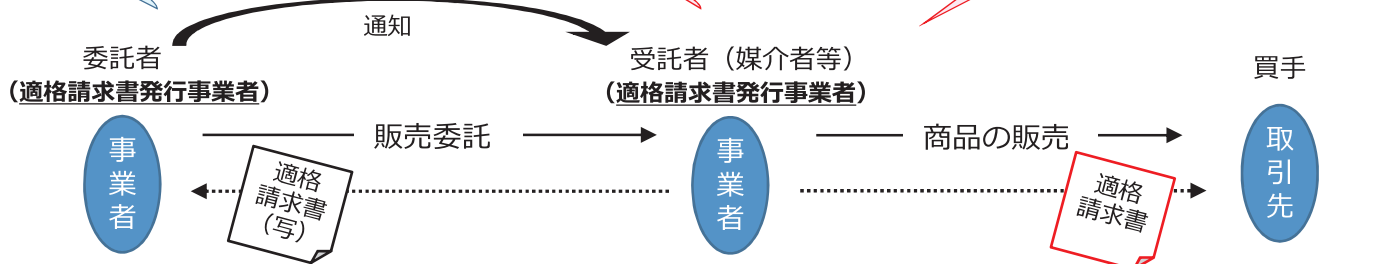 通知
委託者
（適格請求書発行事業者）
受託者（媒介者等）
（適格請求書発行事業者）
買手
事業者
販売委託
適格
請求書
（写）
事業者
商品の販売
適格
請求書
取引先